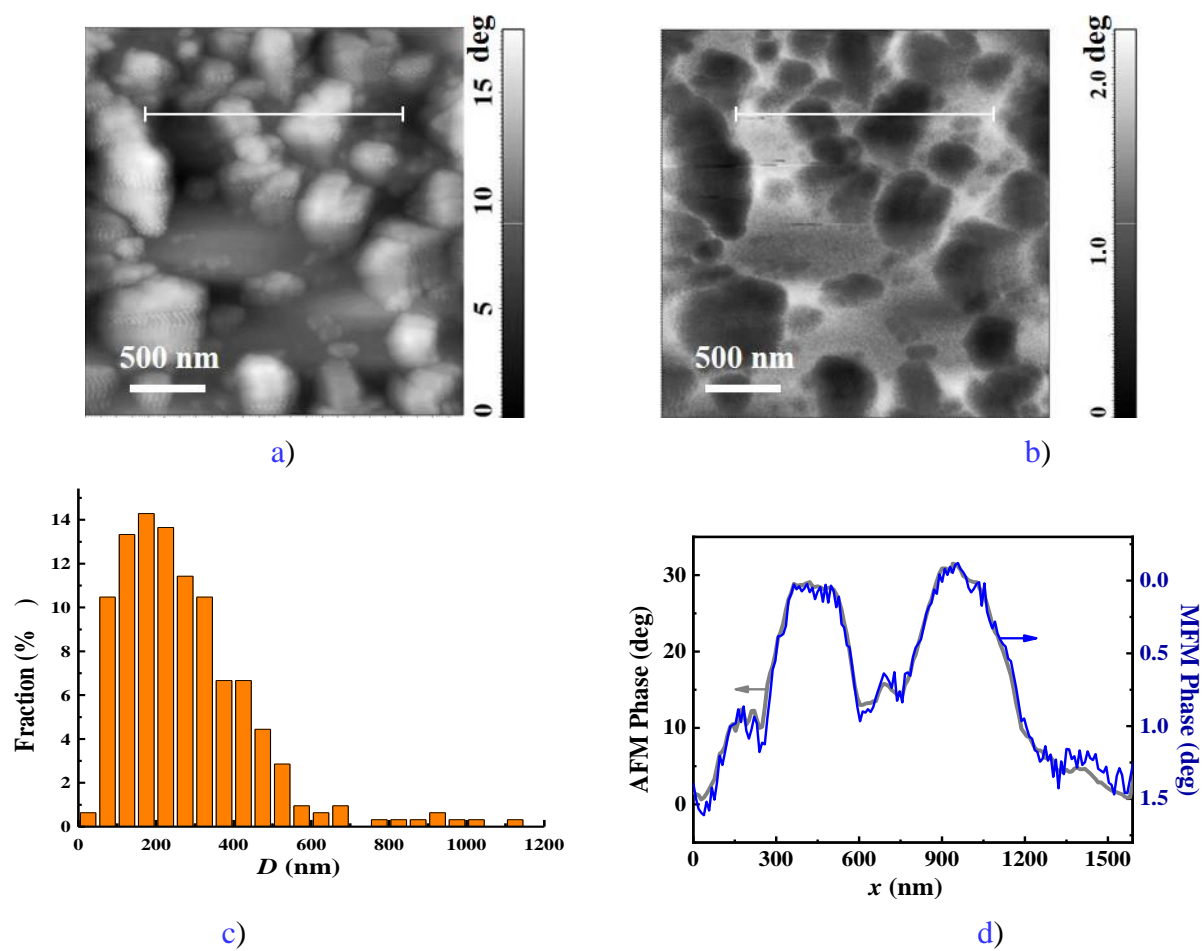 deg
15
10
5
0
500 nm
a)
deg
2.0
1.0
0
500 nm
b)
14
12
10
8
6
4
2
0
Fraction (% )
0 200 400 600 800 1000 1200
D (nm)
c)
30
20
10
0
AFM Phase (deg)
0.0
0.5
1.0
1.5
MFM Phase (deg)
0 300 600 900 1200 1500
x (nm)
d)